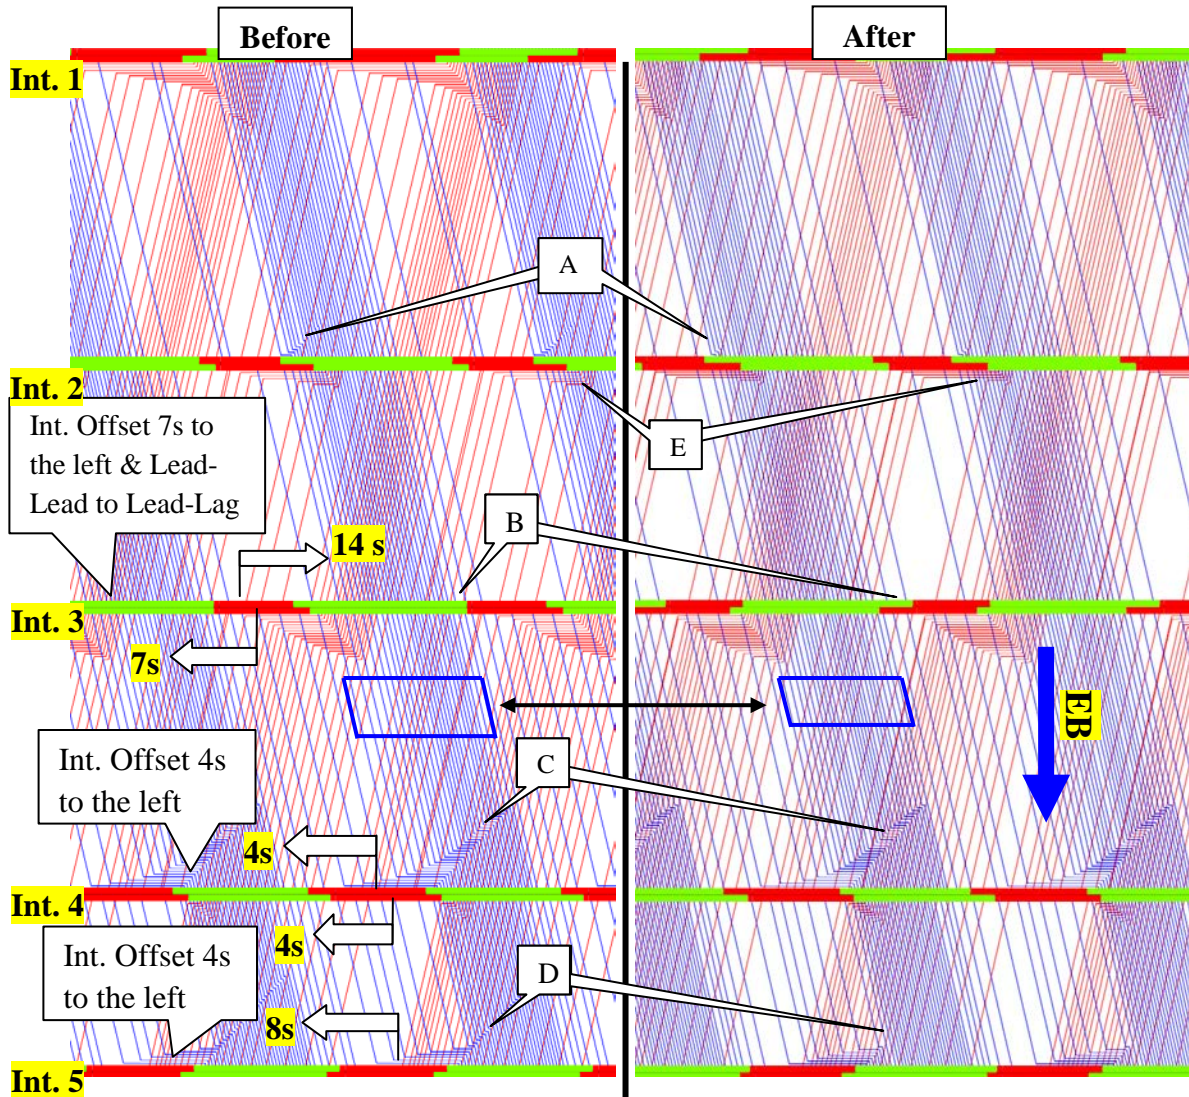 Before
After
Int. 1
A
Int. 2
Int. Offset 7s to
the left & Lead-
Lead to Lead-Lag
E
B
14 s
Int. 3
7s
EB
Int. Offset 4s
to the left
C
4s
Int. 4
4s
Int. Offset 4s
to the left
D
8s
Int. 5